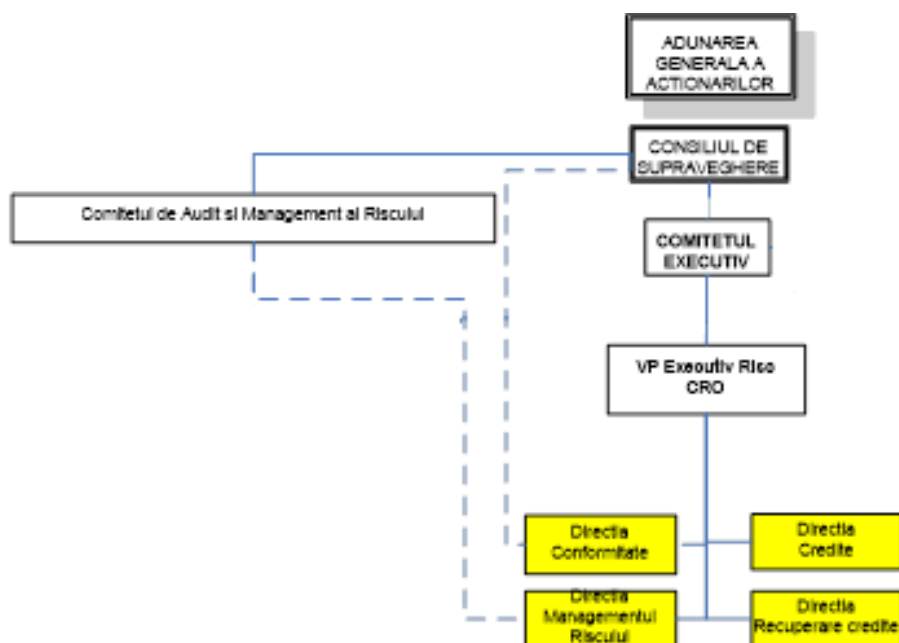 ADUNAREA
GENERALA A
ACTIONARILOR
CONSILIUL DE
SUPRAVEGHERE
Comitetul de Audit si Management al Riscului
COMITETUL
EXECUTIV
VP Executiv Risc
CRO
Directia
Conformitate
Directia
Credite
Directia
Managementul
Riscului
Directia
Recuperare credite